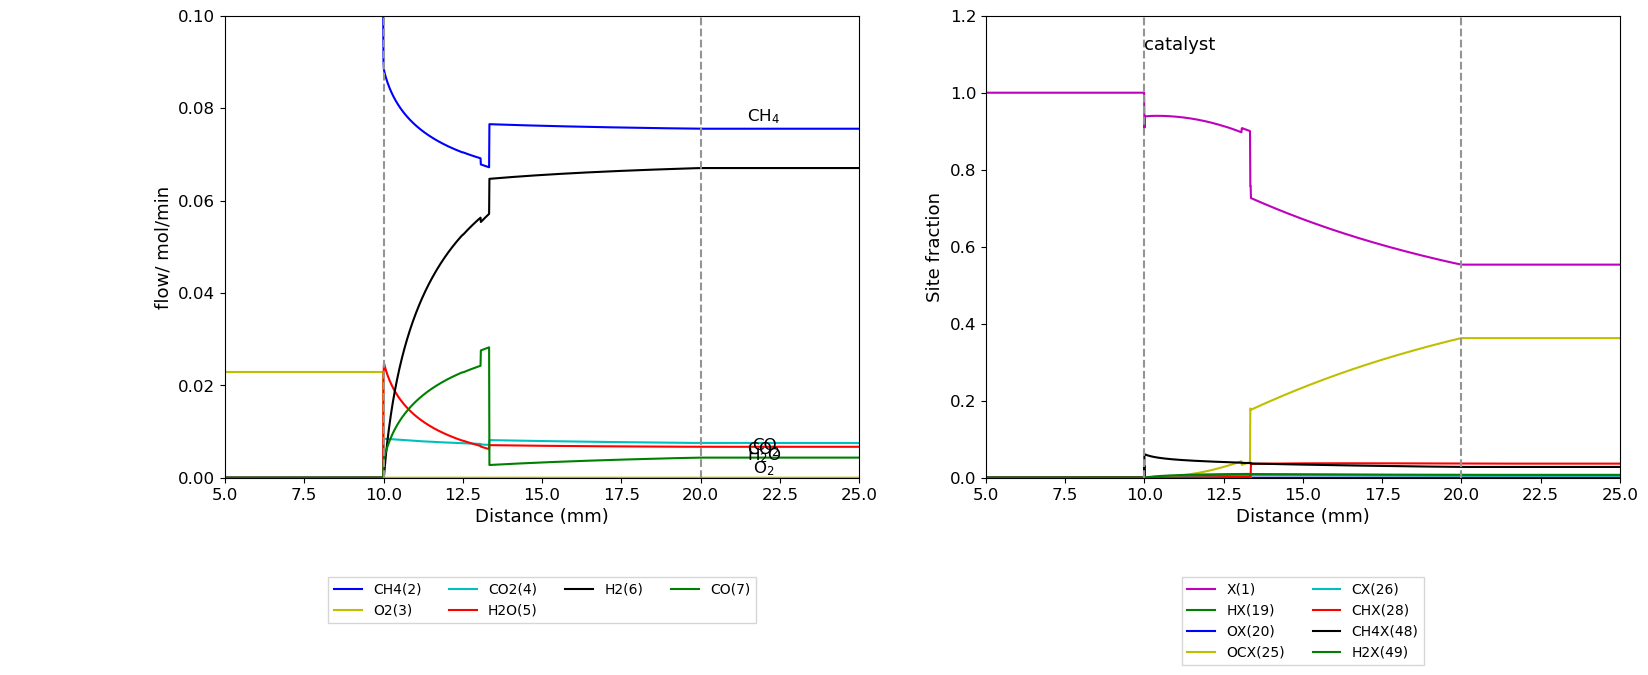 0.10
0.08
0.06
0.04
0.02
0.00
flow/ mol/min
CH4
CO
H2O
O2
5.0 7.5 10.0 12.5 15.0 17.5 20.0 22.5 25.0
Distance (mm)
CH4(2) CO2(4) H2(6) CO(7)
O2(3) H2O(5)
1.2
1.0
0.8
0.6
0.4
0.2
0.0
Site fraction
catalyst
5.0 7.5 10.0 12.5 15.0 17.5 20.0 22.5 25.0
Distance (mm)
X(1) CX(26)
HX(19) CHX(28)
OX(20) CH4X(48)
OCX(25) H2X(49)